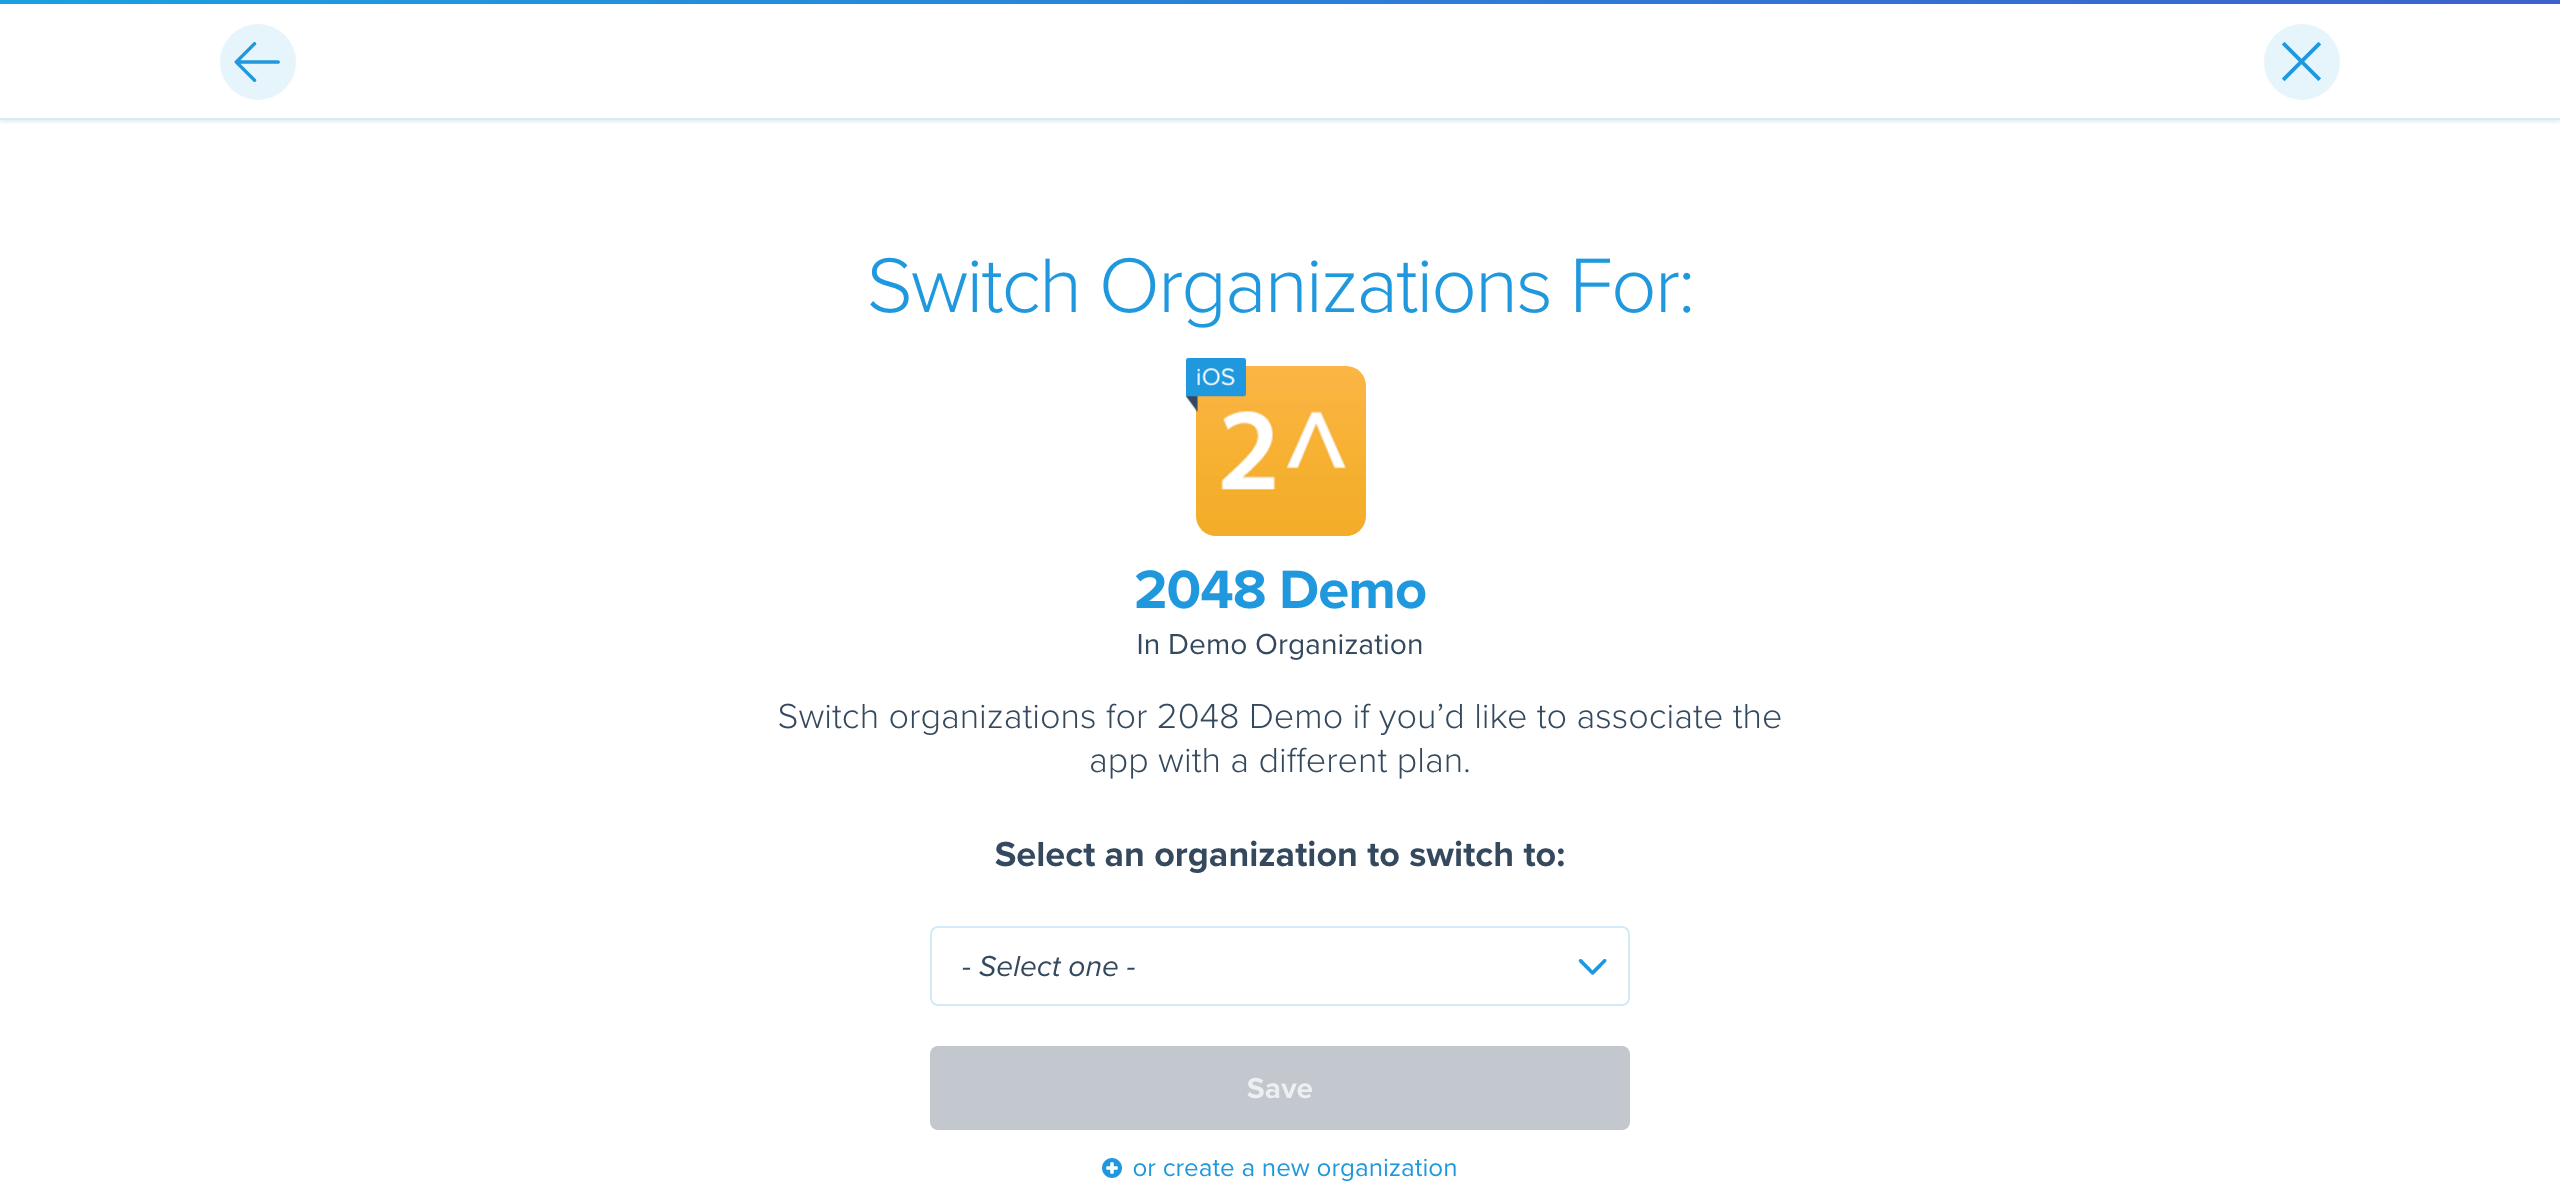 Switch Organizations For:
iOS
2^
2048 Demo
In Demo Organization
Switch organizations for 2048 Demo if you’d like to associate the
app with a different plan.
Select an organization to switch to:
- Select one -
Save
or create a new organization